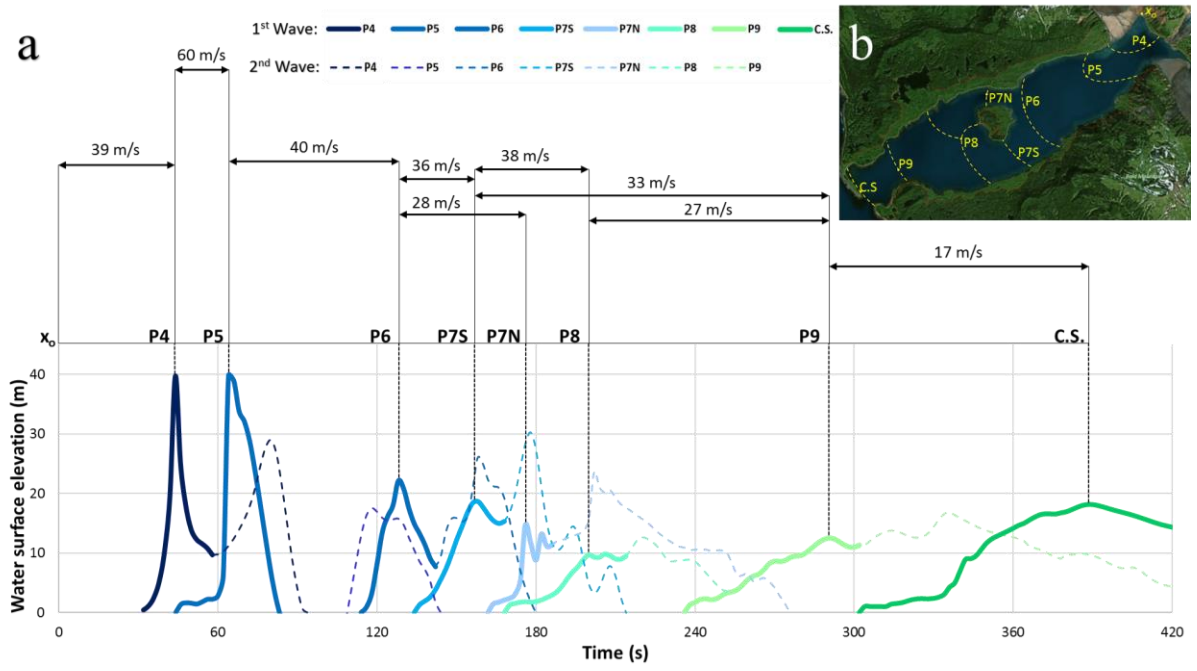 a
1st Wave: P4 P5 P6 P7S P7N P8 P9 C.S.
2nd Wave: P4 P5 P6 P7S P7N P8 P9
b
x₀
P4
P5
P7N
P6
P8
P7S
P9
C.S
60 m/s
39 m/s
40 m/s
36 m/s
38 m/s
33 m/s
28 m/s
27 m/s
17 m/s
x₀ P4 P5 P6 P7S P7N P8 P9 C.S.
Water surface elevation (m)
40
30
20
10
0
0 60 120 180 240 300 360 420
Time (s)